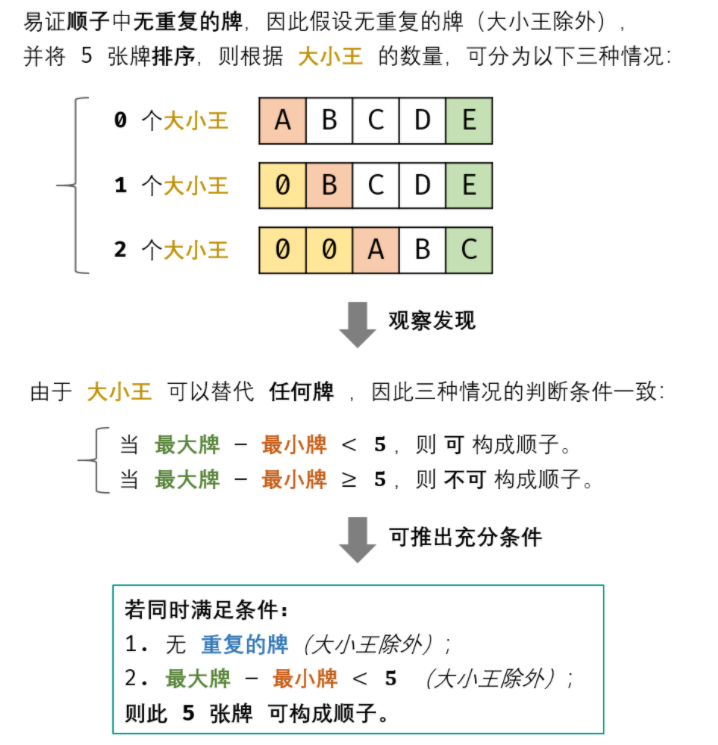 易证顺子中无重复的牌，因此假设无重复的牌（大小王除外），
并将 5 张牌排序，则根据 大小王 的数量，可分为以下三种情况：
0 个大小王 A B C D E
1 个大小王 0 B C D E
2 个大小王 0 0 A B C
观察发现
由于 大小王 可以替代 任何牌 ，因此三种情况的判断条件一致：
当 最大牌 - 最小牌 < 5 ，则 可 构成顺子。
当 最大牌 - 最小牌 ≥ 5 ，则 不可 构成顺子。
可推出充分条件
若同时满足条件：
1. 无 重复的牌（大小王除外）；
2. 最大牌 - 最小牌 < 5 （大小王除外）；
则此 5 张牌 可构成顺子。